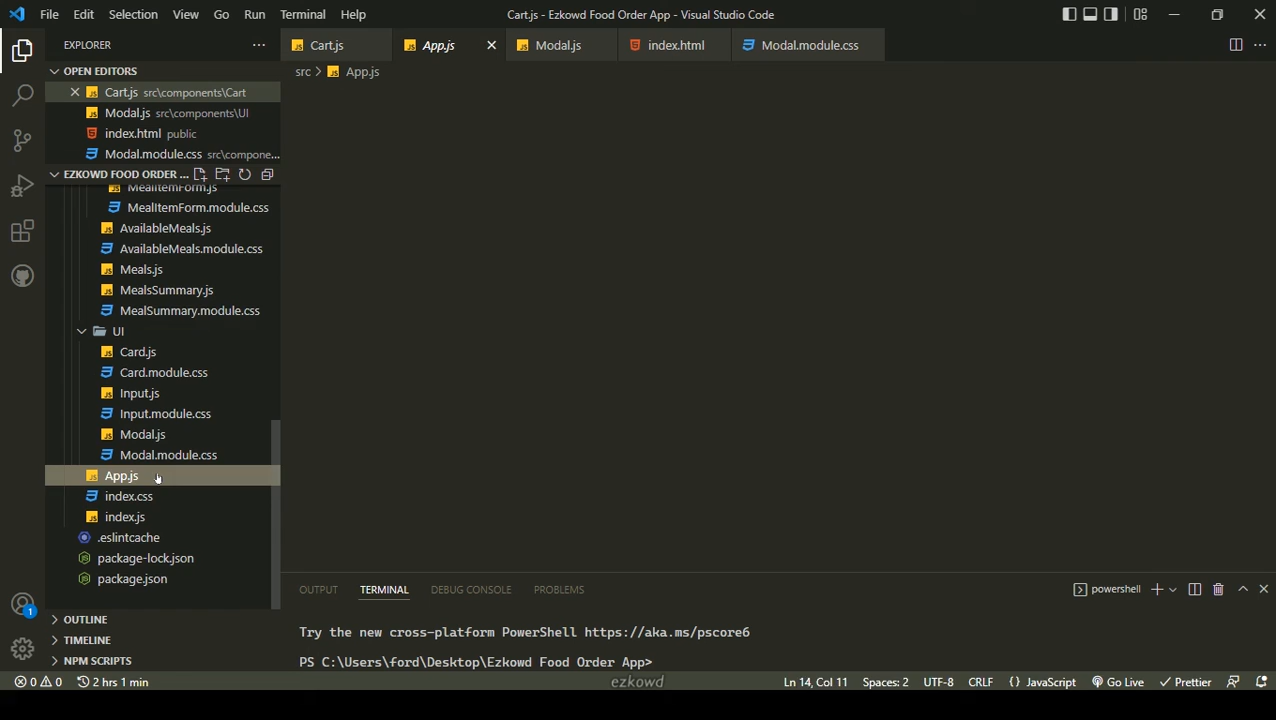 File Edit Selection View Go Run Terminal Help
Cart.js - Ezkowd Food Order App - Visual Studio Code
EXPLORER
Cart.js
App.js
Modal.js
index.html
Modal.module.css
OPEN EDITORS
src > App.js
Cart.js src\components\Cart
Modal.js src\components\UI
index.html public
Modal.module.css src\compone...
EZKOWD FOOD ORDER ...
MealItemForm.js
MealItemForm.module.css
AvailableMeals.js
AvailableMeals.module.css
Meals.js
MealsSummary.js
MealSummary.module.css
UI
Card.js
Card.module.css
Input.js
Input.module.css
Modal.js
Modal.module.css
App.js
index.css
index.js
.eslintcache
package-lock.json
package.json
OUTLINE
TIMELINE
NPM SCRIPTS
OUTPUT TERMINAL DEBUG CONSOLE PROBLEMS
powershell
Try the new cross-platform PowerShell https://aka.ms/pscore6
PS C:\Users\ford\Desktop\Ezkowd Food Order App>
1
0 0 2 hrs 1 min
ezkowd
Ln 14, Col 11 Spaces: 2 UTF-8 CRLF {} JavaScript Go Live Prettier